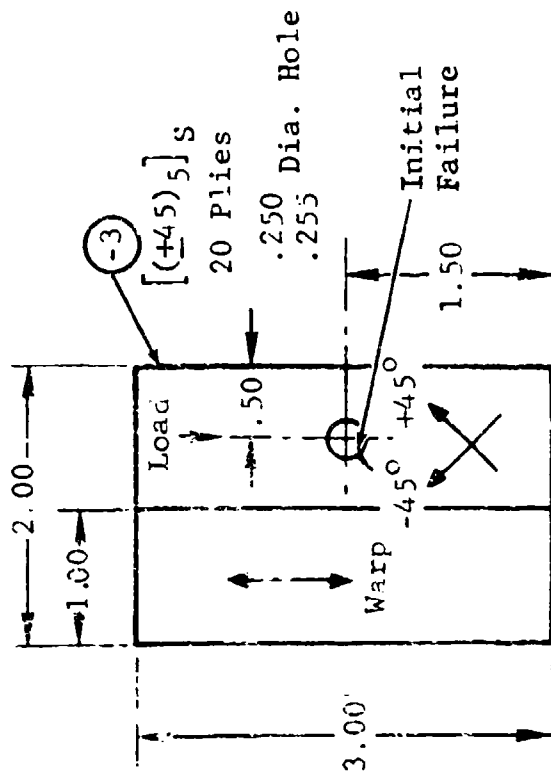 -3
[(±45)5]S
20 Plies
.250
.255 Dia. Hole
2.00
1.00
Load
.50
Initial
Failure
Warp
-45°
+45°
1.50
3.00